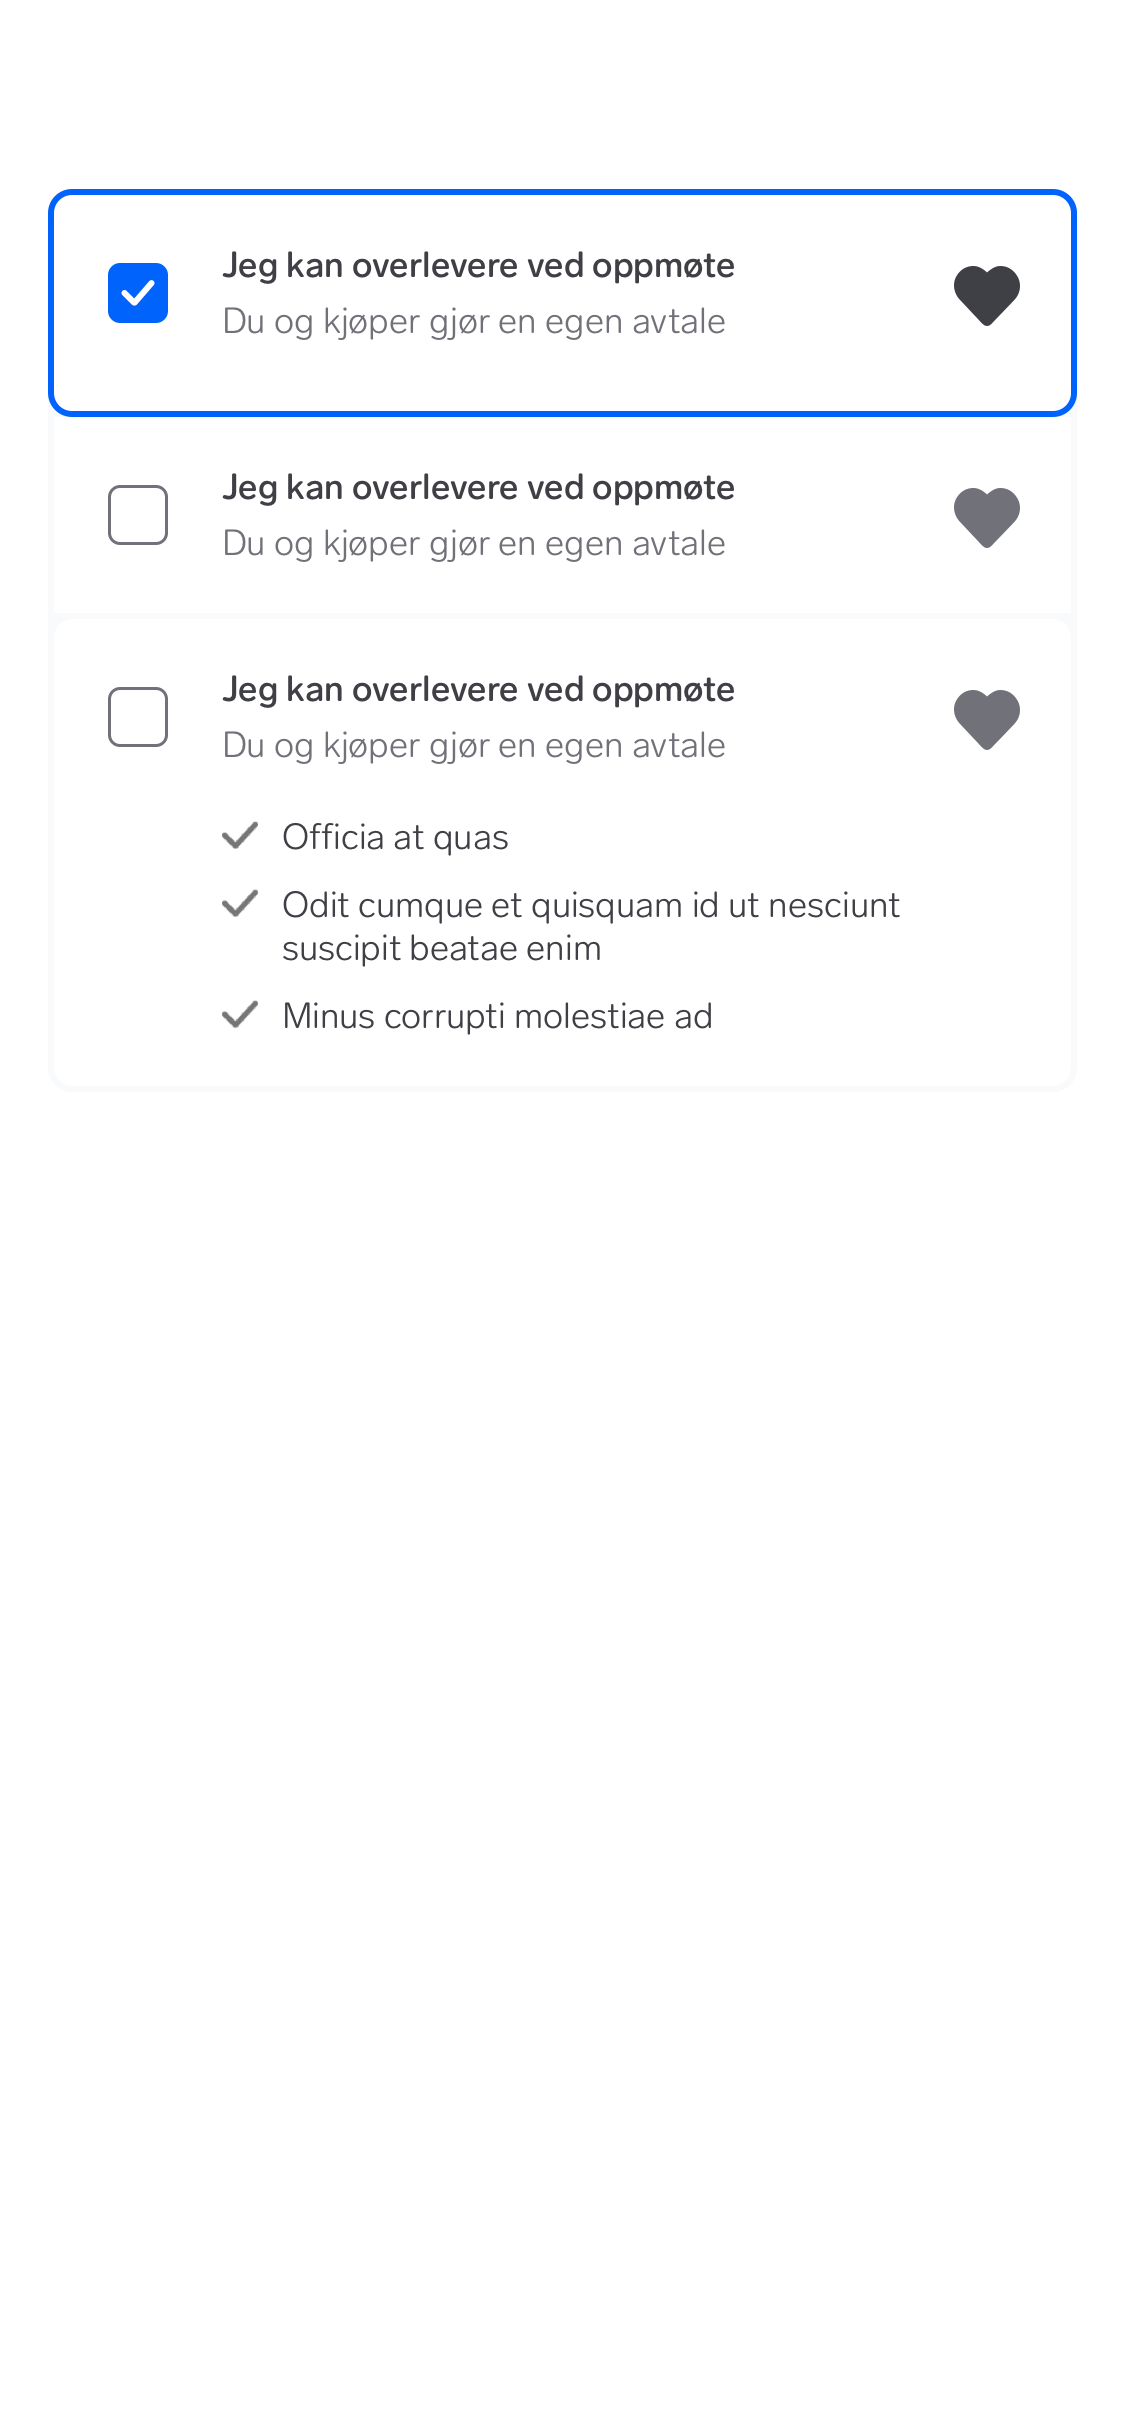 Jeg kan overlevere ved oppmøte
Du og kjøper gjør en egen avtale
Jeg kan overlevere ved oppmøte
Du og kjøper gjør en egen avtale
Jeg kan overlevere ved oppmøte
Du og kjøper gjør en egen avtale
Officia at quas
Odit cumque et quisquam id ut nesciunt
suscipit beatae enim
Minus corrupti molestiae ad